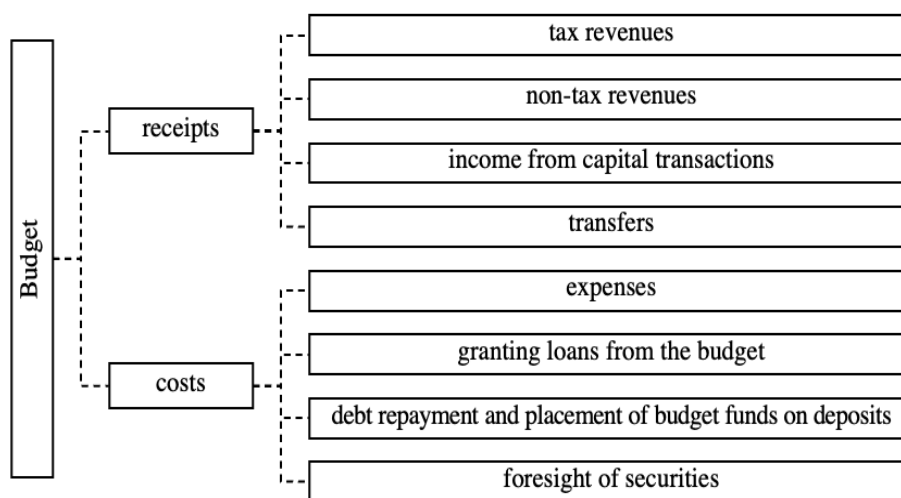 Budget
receipts
tax revenues
non-tax revenues
income from capital transactions
transfers
costs
expenses
granting loans from the budget
debt repayment and placement of budget funds on deposits
foresight of securities